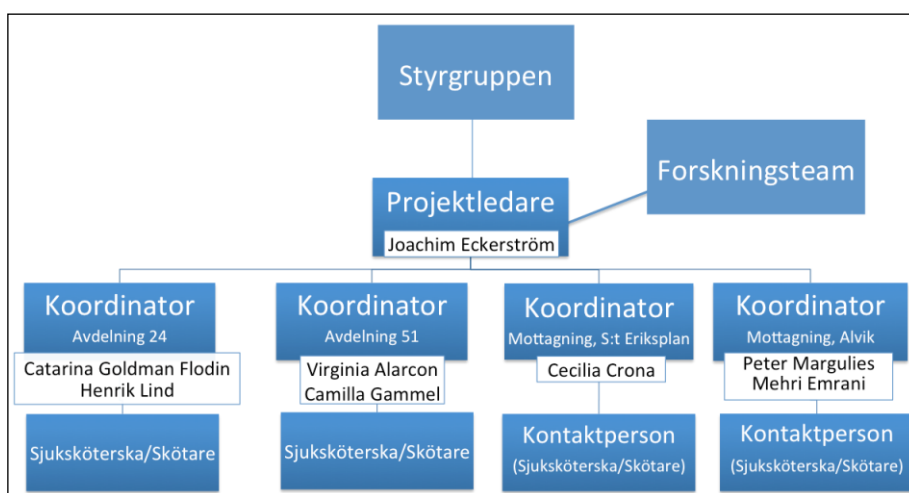 Styrgruppen
Forskningsteam
Projektledare
Joachim Eckerström
Koordinator
Avdelning 24
Catarina Goldman Flodin
Henrik Lind
Sjuksköterska/Skötare
Koordinator
Avdelning 51
Virginia Alarcon
Camilla Gammel
Sjuksköterska/Skötare
Koordinator
Mottagning, S:t Eriksplan
Cecilia Crona
Kontaktperson
(Sjuksköterska/Skötare)
Koordinator
Mottagning, Alvik
Peter Margulies
Mehri Emrani
Kontaktperson
(Sjuksköterska/Skötare)